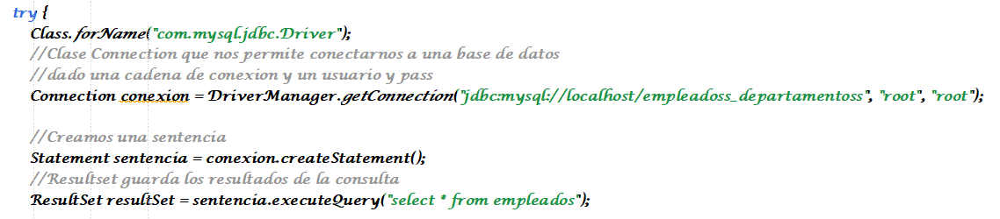 try {
Class.forName("com.mysql.jdbc.Driver");
//Clase Connection que nos permite conectarnos a una base de datos
//dado una cadena de conexion y un usuario y pass
Connection conexion = DriverManager.getConnection("jdbc:mysql://localhost/empleadoss_departamentoss", "root", "root");
//Creamos una sentencia
Statement sentencia = conexion.createStatement();
//Resultset guarda los resultados de la consulta
ResultSet resultSet = sentencia.executeQuery("select * from empleados");